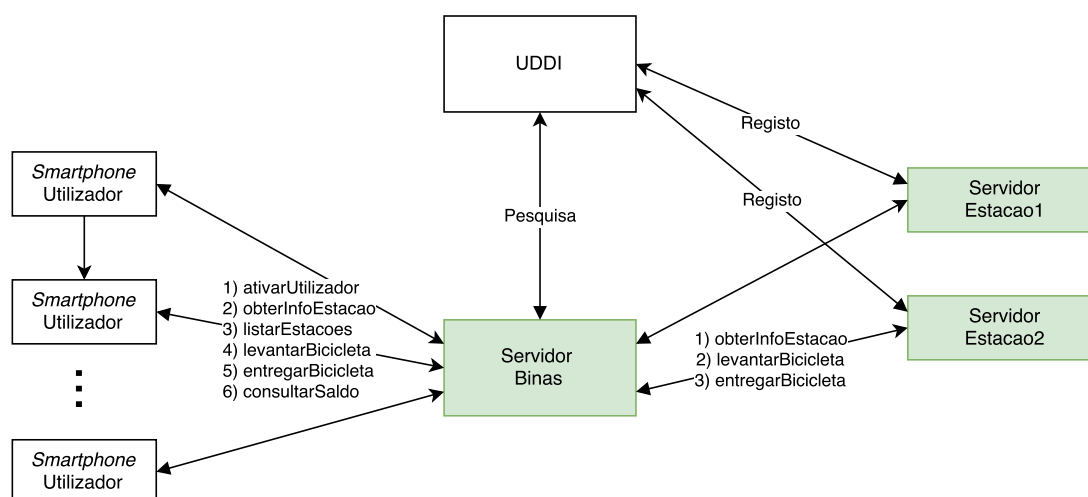 UDDI
Registo
Smartphone
Utilizador
Servidor
Estacao1
Pesquisa
Registo
Smartphone
Utilizador
1) ativarUtilizador
2) obterInfoEstacao
3) listarEstacoes
4) levantarBicicleta
5) entregarBicicleta
6) consultarSaldo
Servidor
Binas
1) obterInfoEstacao
2) levantarBicicleta
3) entregarBicicleta
Servidor
Estacao2
Smartphone
Utilizador